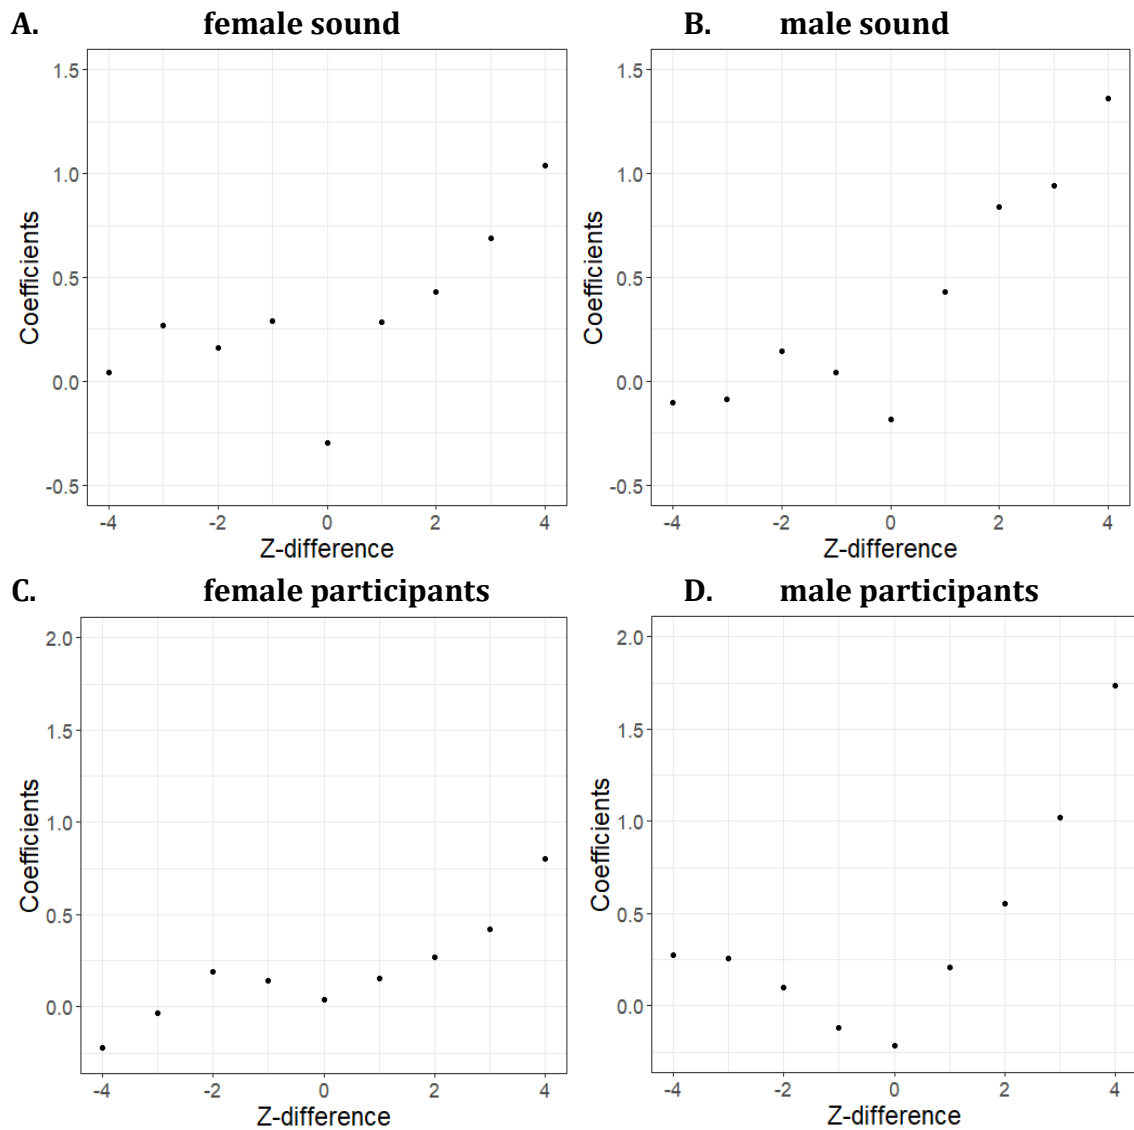 A. female sound
B. male sound
1.5
1.0
0.5
0.0
-0.5
Coefficients
-4 -2 0 2 4
Z-difference
1.5
1.0
0.5
0.0
-0.5
Coefficients
-4 -2 0 2 4
Z-difference
C. female participants
D. male participants
2.0
1.5
1.0
0.5
0.0
Coefficients
-4 -2 0 2 4
Z-difference
2.0
1.5
1.0
0.5
0.0
Coefficients
-4 -2 0 2 4
Z-difference